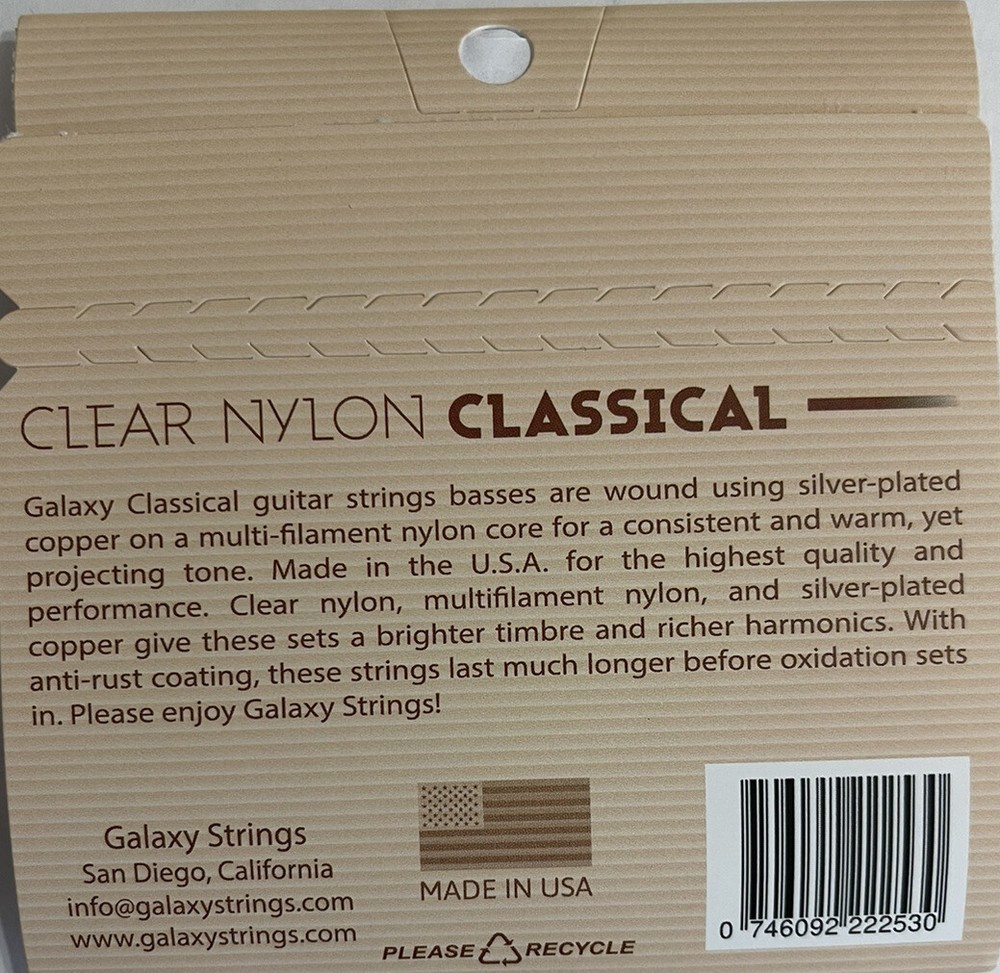 CLEAR NYLON CLASSICAL
Galaxy Classical guitar strings basses are wound using silver-plated
copper on a multi-filament nylon core for a consistent and warm, yet
projecting tone. Made in the U.S.A. for the highest quality and
performance. Clear nylon, multifilament nylon, and silver-plated
copper give these sets a brighter timbre and richer harmonics. With
anti-rust coating, these strings last much longer before oxidation sets
in. Please enjoy Galaxy Strings!
Galaxy Strings
San Diego, California
info@galaxystrings.com
www.galaxystrings.com
MADE IN USA
PLEASE RECYCLE
0 746092 222530